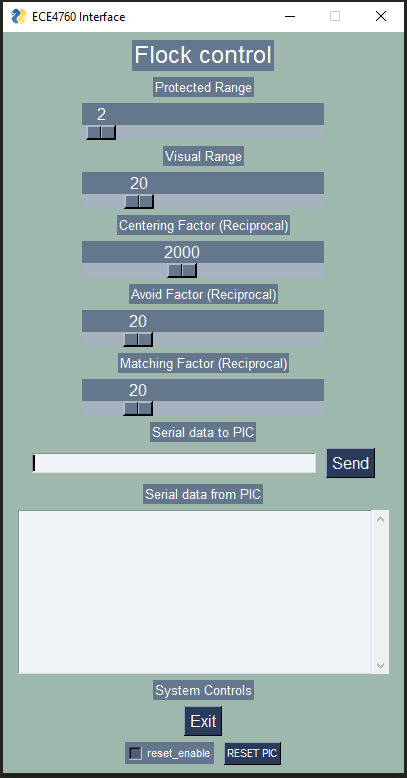 ECE4760 Interface
Flock control
Protected Range
2
Visual Range
20
Centering Factor (Reciprocal)
2000
Avoid Factor (Reciprocal)
20
Matching Factor (Reciprocal)
20
Serial data to PIC
Send
Serial data from PIC
System Controls
Exit
reset_enable RESET PIC